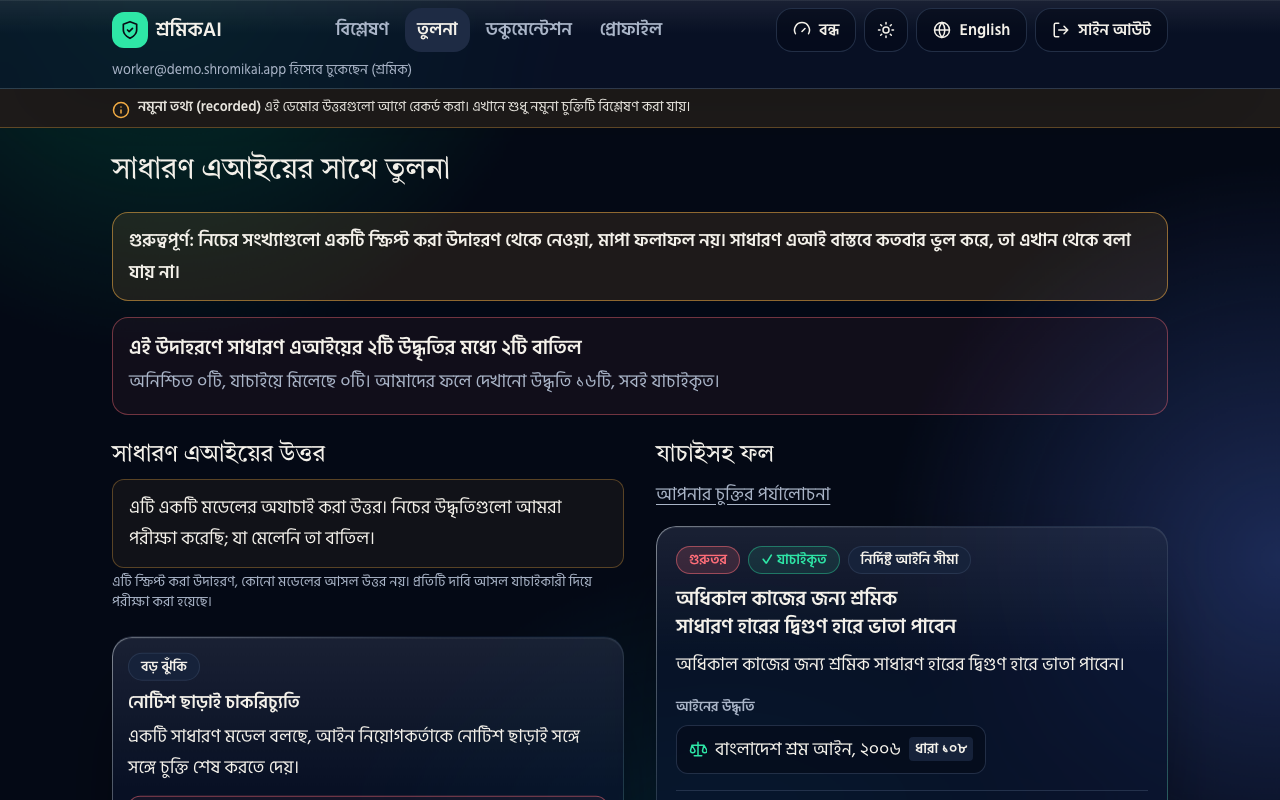 শ্রমিকAI
বিশ্লেষণ
তুলনা
ডকুমেন্টেশন
প্রোফাইল
বন্ধ
English
সাইন আউট
worker@demo.shromikai.app হিসেবে ঢুকেছেন (শ্রমিক)
নমুনা তথ্য (recorded) এই ডেমোর উত্তরগুলো আগে রেকর্ড করা। এখানে শুধু নমুনা চুক্তিটি বিশ্লেষণ করা যায়।
সাধারণ এআইয়ের সাথে তুলনা
গুরুত্বপূর্ণ: নিচের সংখ্যাগুলো একটি স্ক্রিপ্ট করা উদাহরণ থেকে নেওয়া, মাপা ফলাফল নয়। সাধারণ এআই বাস্তবে কতবার ভুল করে, তা এখান থেকে বলা
যায় না।
এই উদাহরণে সাধারণ এআইয়ের ২টি উদ্ধৃতির মধ্যে ২টি বাতিল
অনিশ্চিত ০টি, যাচাইয়ে মিলেছে ০টি। আমাদের ফলে দেখানো উদ্ধৃতি ১৬টি, সবই যাচাইকৃত।
সাধারণ এআইয়ের উত্তর
এটি একটি মডেলের অযাচাই করা উত্তর। নিচের উদ্ধৃতিগুলো আমরা
পরীক্ষা করেছি; যা মেলেনি তা বাতিল।
এটি স্ক্রিপ্ট করা উদাহরণ, কোনো মডেলের আসল উত্তর নয়। প্রতিটি দাবি আসল যাচাইকারী দিয়ে
পরীক্ষা করা হয়েছে।
বড় ঝুঁকি
নোটিশ ছাড়াই চাকরিচ্যুতি
একটি সাধারণ মডেল বলছে, আইন নিয়োগকর্তাকে নোটিশ ছাড়াই সঙ্গে
সঙ্গে চুক্তি শেষ করতে দেয়।
যাচাইসহ ফল
আপনার চুক্তির পর্যালোচনা
গুরুতর
✓ যাচাইকৃত
নির্দিষ্ট আইনি সীমা
অধিকাল কাজের জন্য শ্রমিক
সাধারণ হারের দ্বিগুণ হারে ভাতা পাবেন
অধিকাল কাজের জন্য শ্রমিক সাধারণ হারের দ্বিগুণ হারে ভাতা পাবেন।
আইনের উদ্ধৃতি
বাংলাদেশ শ্রম আইন, ২০০৬ ধারা ১০৮